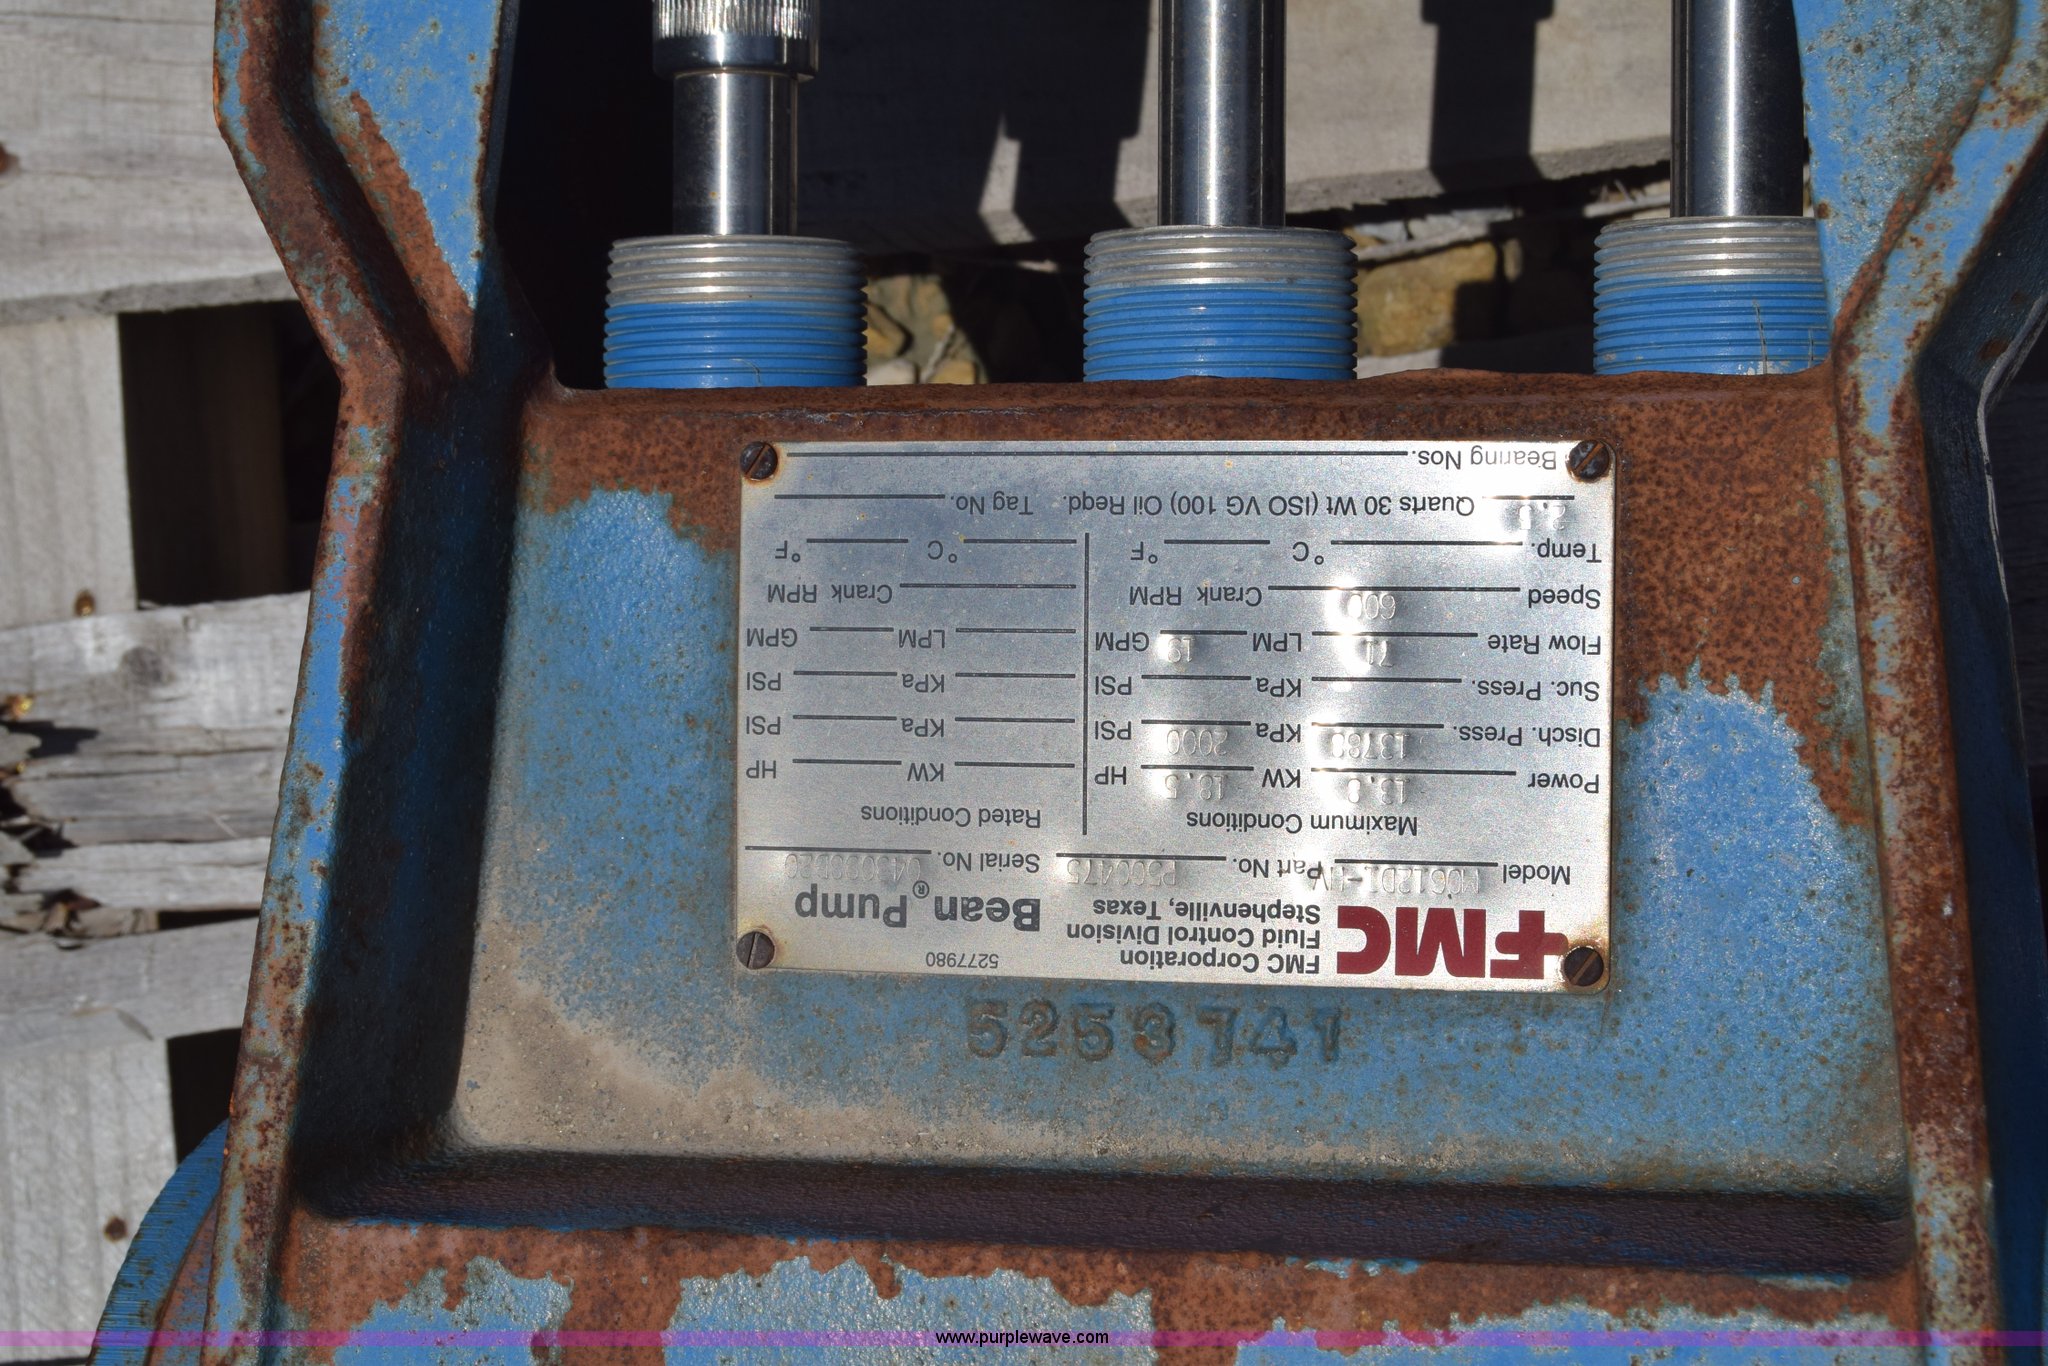 5253741
FMC
FMC Corporation
Fluid Control Division
Stephenville, Texas
5277980
Bean® Pump
Model M0612D1-HV Part No. P500475 Serial No.
Maximum Conditions Rated Conditions
Power 13.8 KW 18.5 HP KW HP
Disch. Press. 13780 KPa 2000 PSI KPa PSI
Suc. Press. KPa PSI KPa PSI
Flow Rate 71 LPM 19 GPM LPM GPM
Speed 600 Crank RPM Crank RPM
Temp. °C °F °C °F
2.5 Quarts 30 Wt (ISO VG 100) Oil Reqd. Tag No.
Bearing Nos.
www.purplewave.com